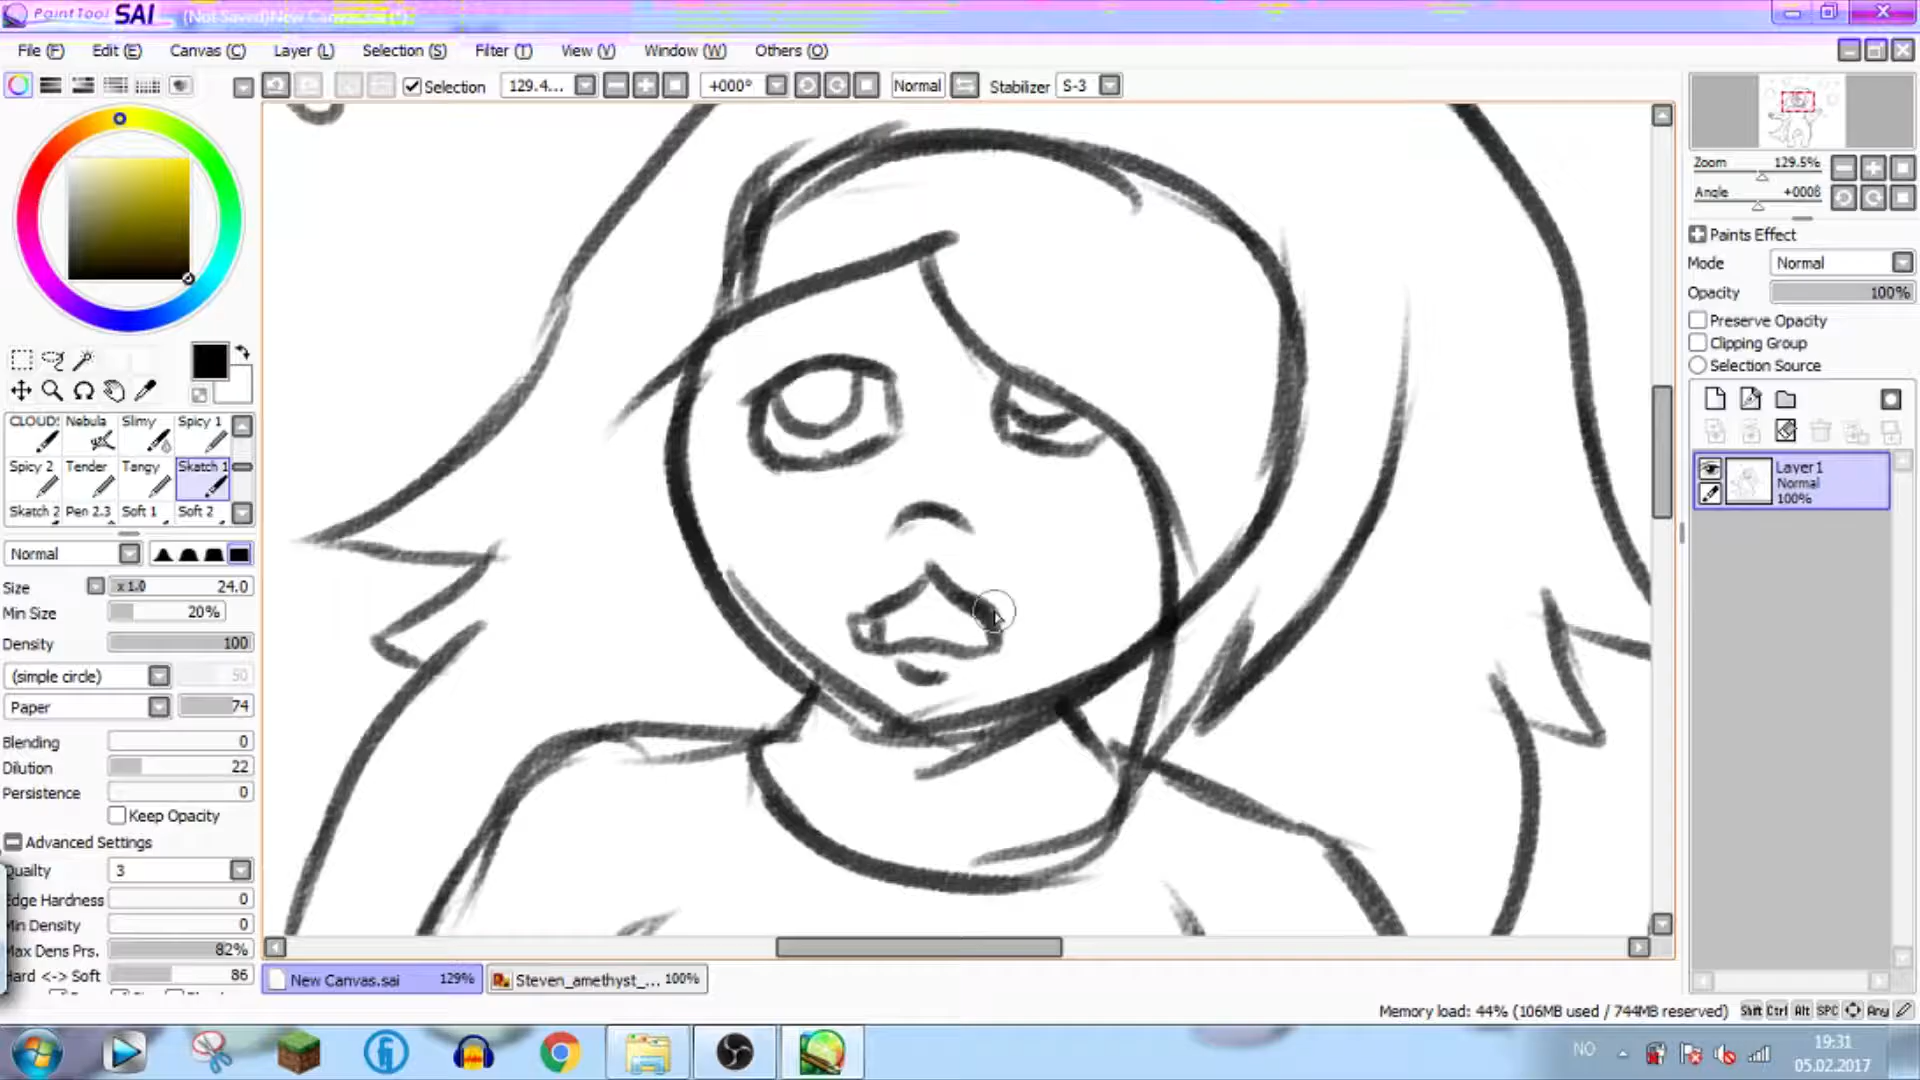 PaintTool SAI (Not Saved)New Canvas.sai (*)
File (F) Edit (E) Canvas (C) Layer (L) Selection (S) Filter (T) View (V) Window (W) Others (O)
Selection 129.4... +000° Normal Stabilizer S-3
Zoom 129.5%
Angle +000ß
Paints Effect
Mode Normal
Opacity 100%
Preserve Opacity
Clipping Group
Selection Source
CLOUD! Nebula Slimy Spicy 1
Spicy 2 Tender Tangy Skatch 1
Skatch 2 Pen 2.3 Soft 1 Soft 2
Layer1
Normal
100%
Normal
Size x 1.0 24.0
Min Size 20%
Density 100
(simple circle) 50
Paper 74
Blending 0
Dilution 22
Persistence 0
Keep Opacity
Advanced Settings
Quality 3
Edge Hardness 0
Min Density 0
Max Dens Prs. 82%
Hard <-> Soft 86
New Canvas.sai 129% Steven_amethyst_... 100%
Memory load: 44% (106MB used / 744MB reserved) Shift Ctrl Alt SPC Any
NO
19:31
05.02.2017